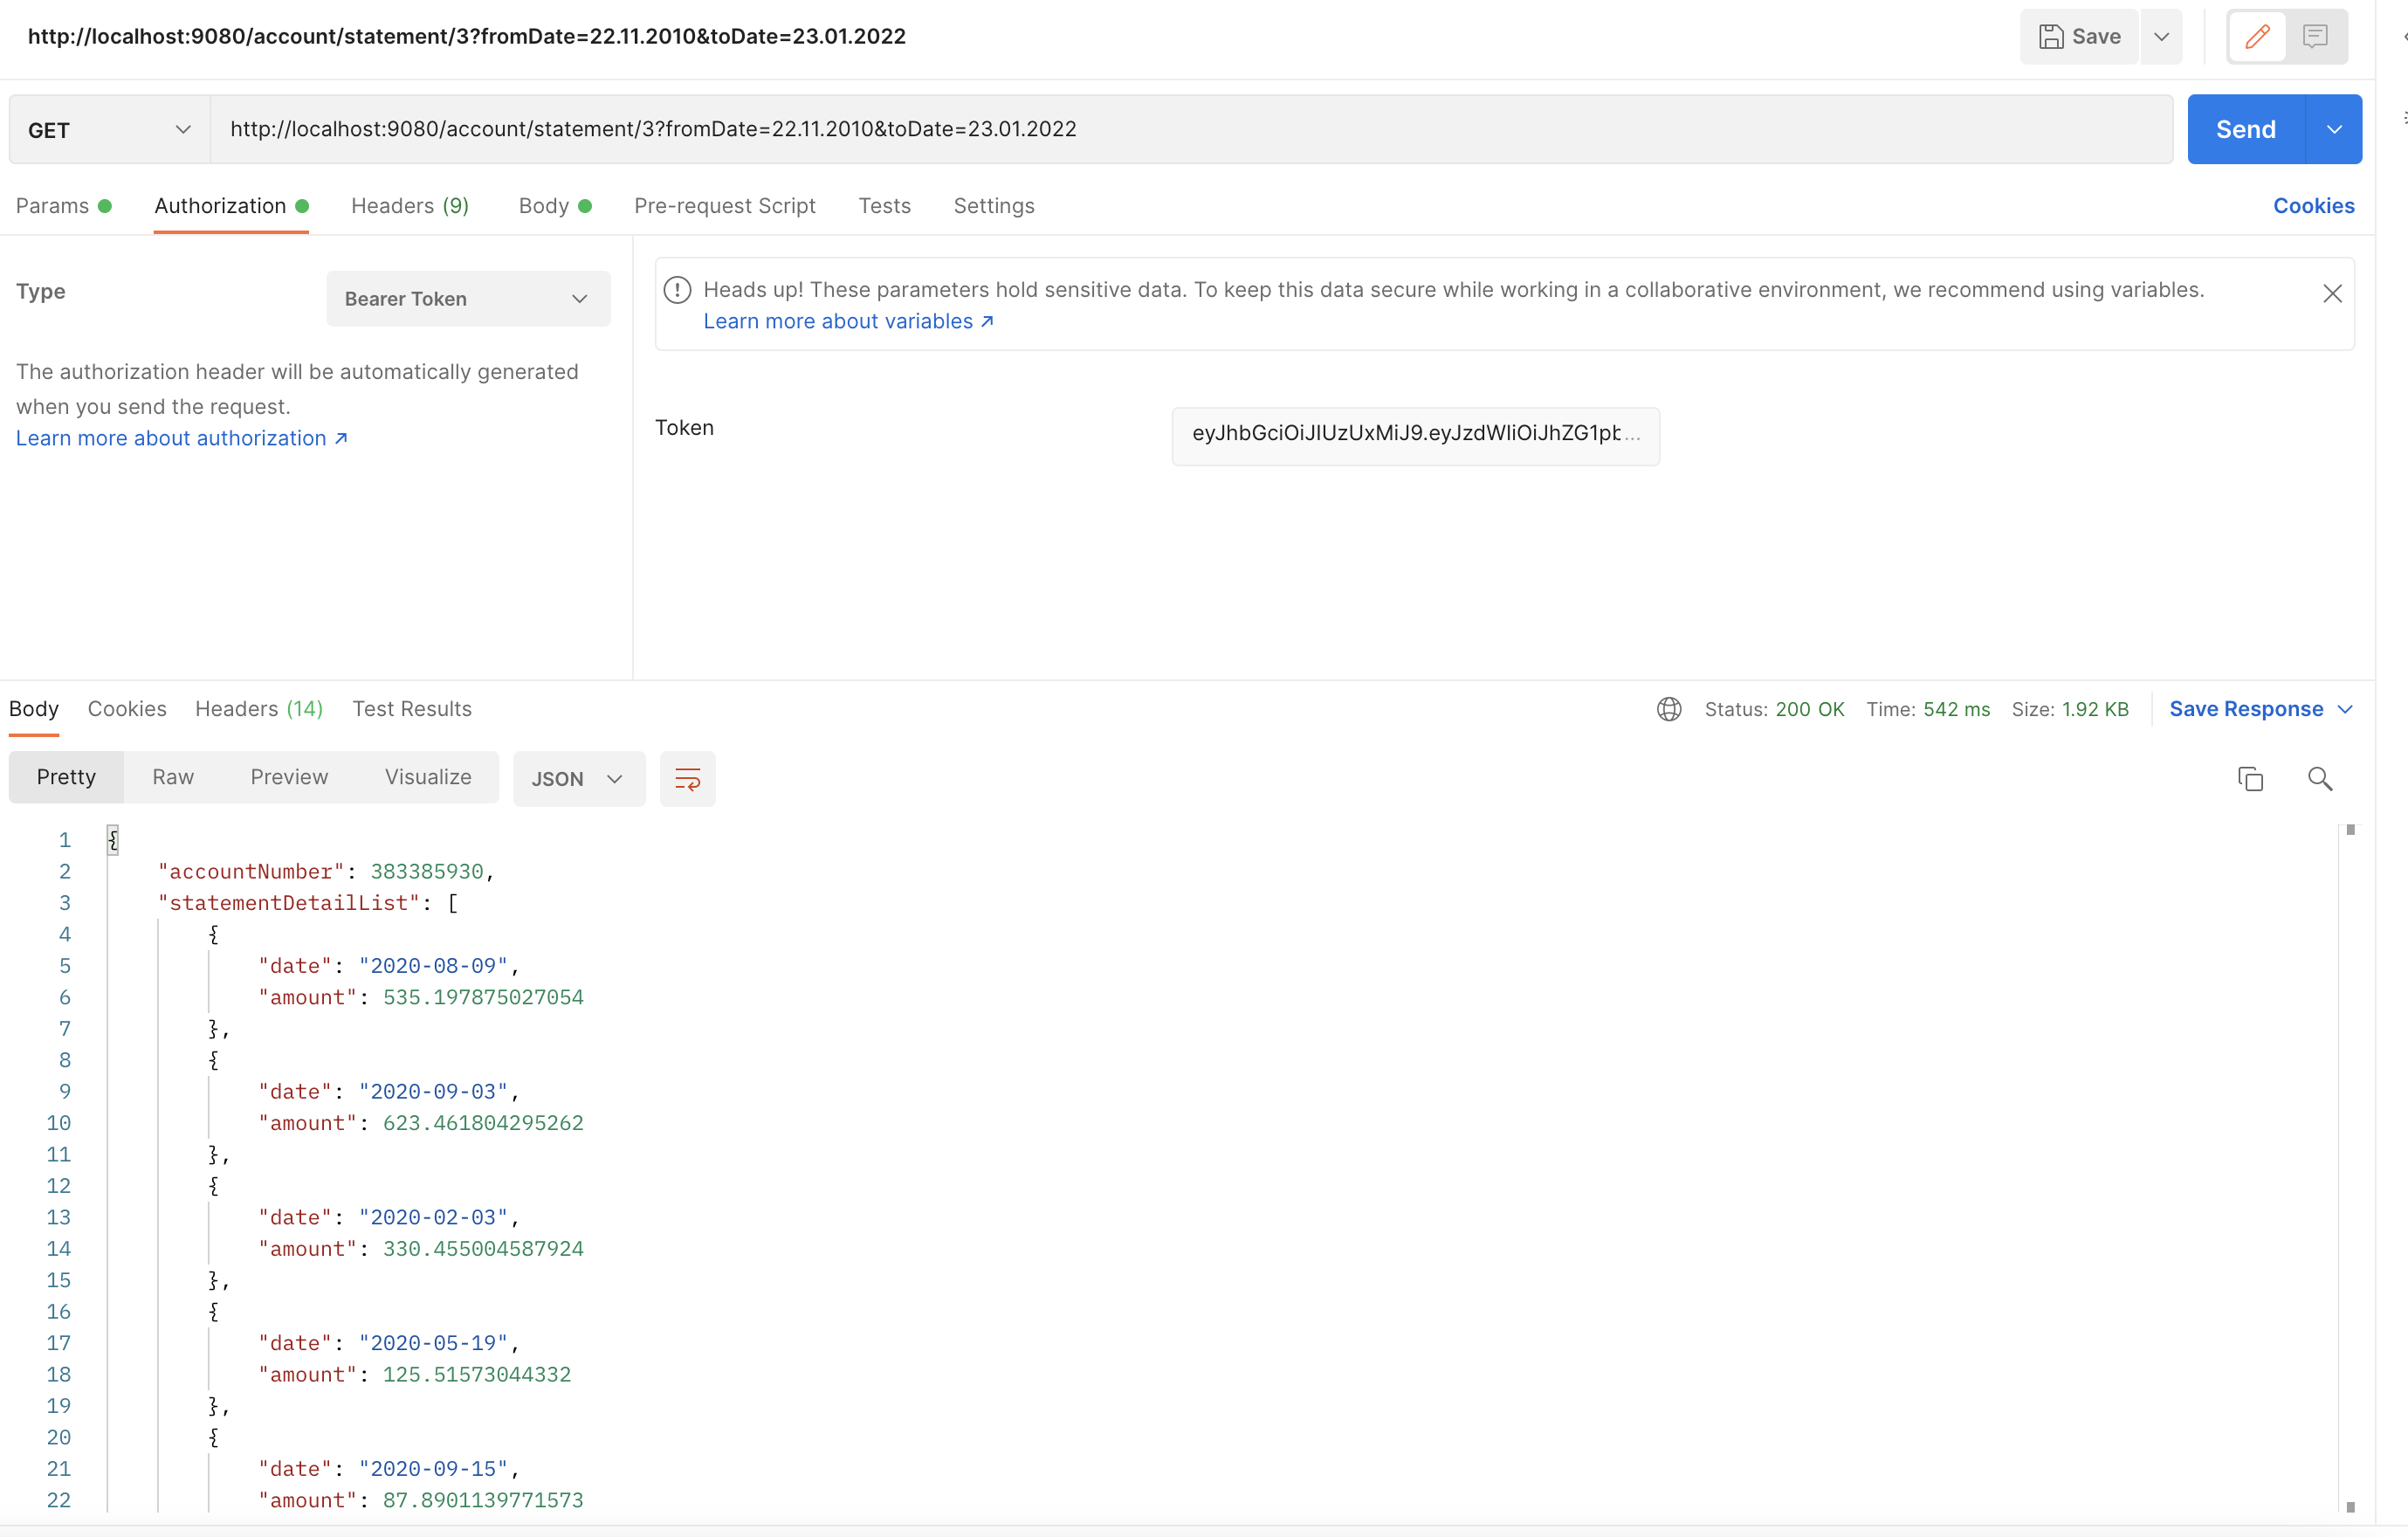 http://localhost:9080/account/statement/3?fromDate=22.11.2010&toDate=23.01.2022
Save
GET
http://localhost:9080/account/statement/3?fromDate=22.11.2010&toDate=23.01.2022
Send
Params
Authorization
Headers (9)
Body
Pre-request Script
Tests
Settings
Cookies
Type
Bearer Token
The authorization header will be automatically generated
when you send the request.
Learn more about authorization ↗
Heads up! These parameters hold sensitive data. To keep this data secure while working in a collaborative environment, we recommend using variables.
Learn more about variables ↗
Token
eyJhbGciOiJIUzUxMiJ9.eyJzdWIiOiJhZG1pb...
Body
Cookies
Headers (14)
Test Results
Status: 200 OK
Time: 542 ms
Size: 1.92 KB
Save Response
Pretty
Raw
Preview
Visualize
JSON
1 {
2 "accountNumber": 383385930,
3 "statementDetailList": [
4 {
5 "date": "2020-08-09",
6 "amount": 535.197875027054
7 },
8 {
9 "date": "2020-09-03",
10 "amount": 623.461804295262
11 },
12 {
13 "date": "2020-02-03",
14 "amount": 330.455004587924
15 },
16 {
17 "date": "2020-05-19",
18 "amount": 125.51573044332
19 },
20 {
21 "date": "2020-09-15",
22 "amount": 87.8901139771573